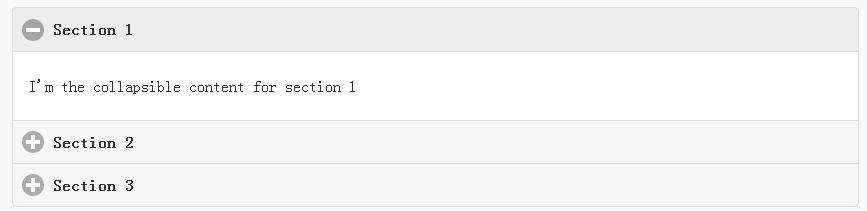 Section 1
I'm the collapsible content for section 1
Section 2
Section 3